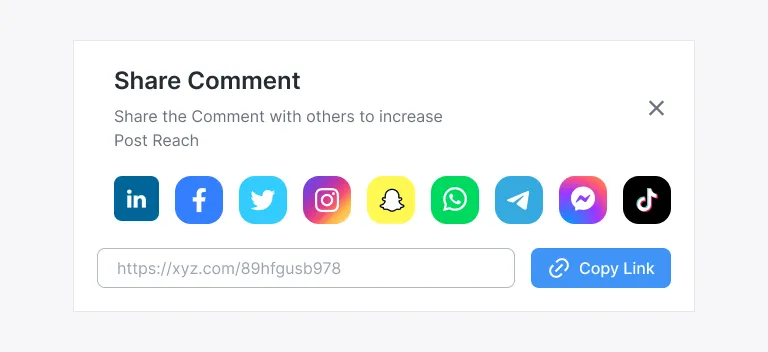 Share Comment
Share the Comment with others to increase
Post Reach
in
https://xyz.com/89hfgusb978
Copy Link